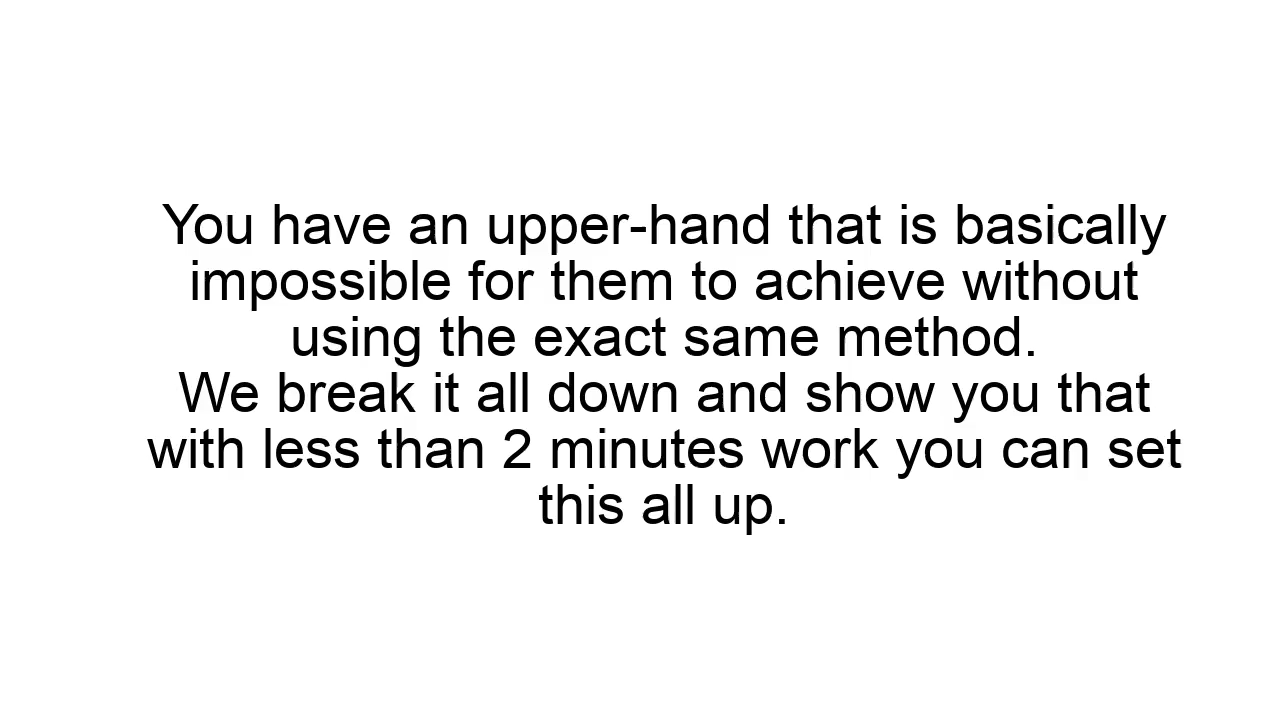 You have an upper-hand that is basically
impossible for them to achieve without
using the exact same method.
We break it all down and show you that
with less than 2 minutes work you can set
this all up.